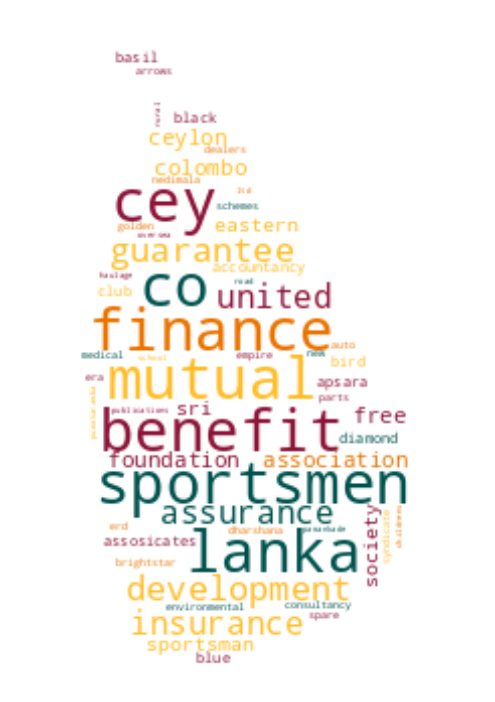 basil
arrows
rural
black
ceylon
dealers
colombo
nedimala
ltd
cey
schemes
golden
eastern
oversea
guarantee
accountancy
haulage
road
club
co
united
finance
auto
medical
school
empire
new
bird
mutual
era
apsara
parts
publications
sri
free
benefit
diamond
foundation
association
sportsmen
assurance
erd
dharshana
society
syndicate
assosicates
lanka
brightstar
development
environmental
consultancy
insurance
spare
sportsman
blue